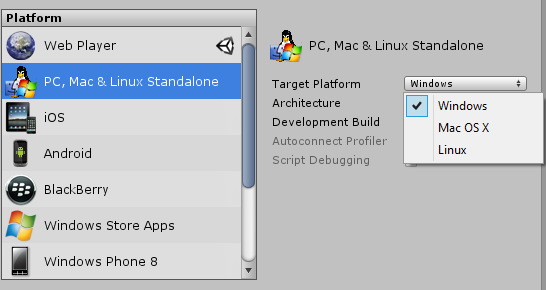 Platform
Web Player
PC, Mac & Linux Standalone
iOS
Android
BlackBerry
Windows Store Apps
Windows Phone 8
PC, Mac & Linux Standalone
Target Platform Windows
Architecture
Development Build
Autoconnect Profiler
Script Debugging
Windows
Mac OS X
Linux